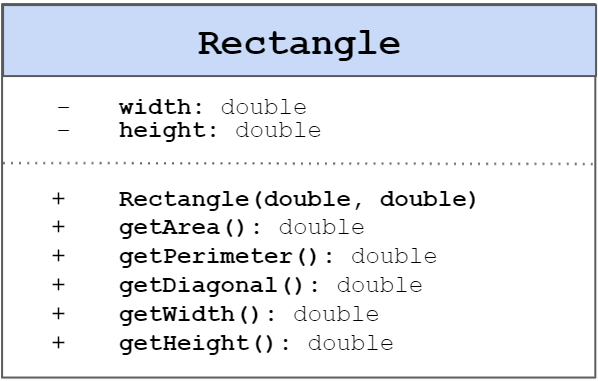 Rectangle
- width: double
- height: double
+ Rectangle(double, double)
+ getArea(): double
+ getPerimeter(): double
+ getDiagonal(): double
+ getWidth(): double
+ getHeight(): double